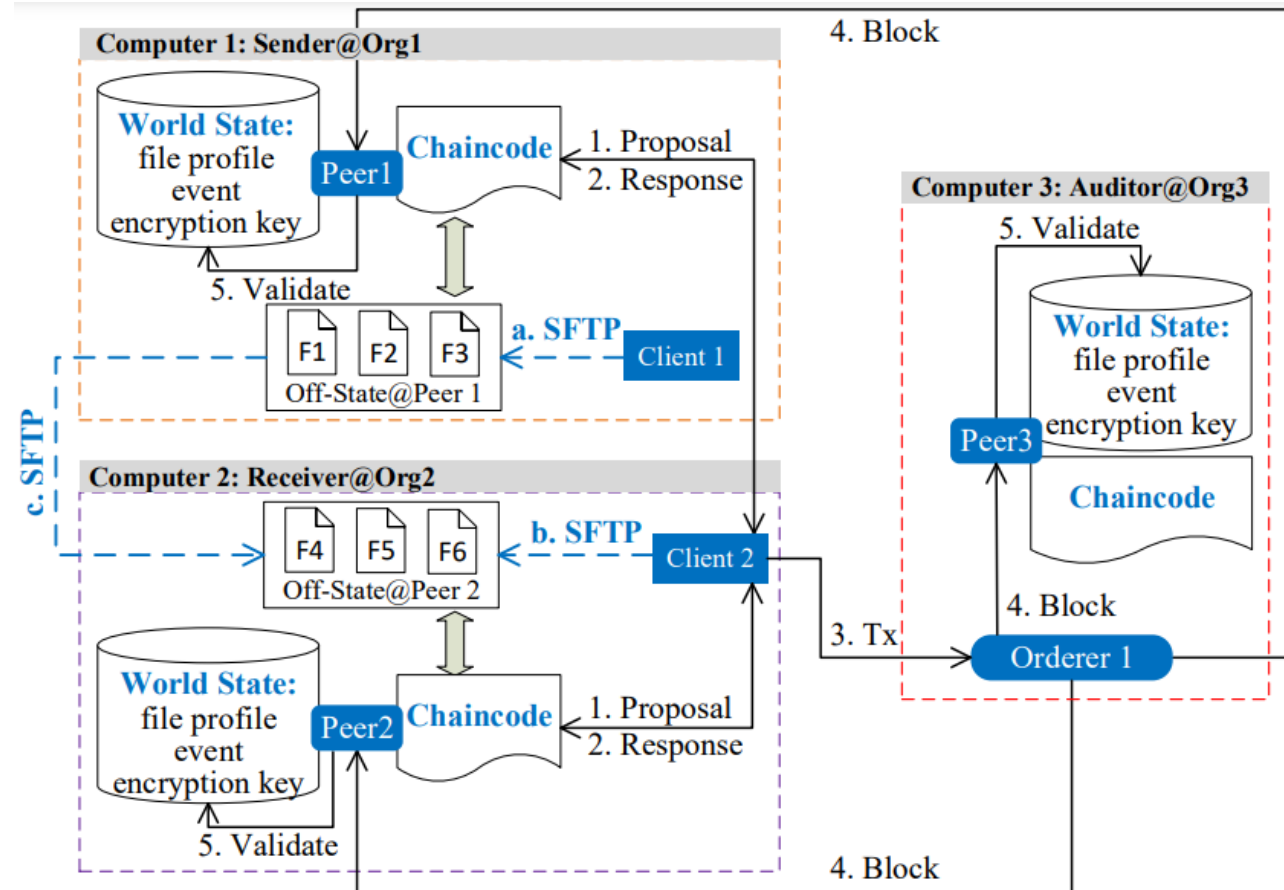 4. Block
Computer 1: Sender@Org1
World State:
file profile
event
encryption key
Peer1
Chaincode
1. Proposal
2. Response
5. Validate
F1
F2
F3
Off-State@Peer 1
a. SFTP
Client 1
c. SFTP
Computer 2: Receiver@Org2
F4
F5
F6
Off-State@Peer 2
b. SFTP
Client 2
World State:
file profile
event
encryption key
Peer2
Chaincode
1. Proposal
2. Response
5. Validate
3. Tx
Computer 3: Auditor@Org3
5. Validate
World State:
file profile
event
encryption key
Peer3
Chaincode
4. Block
Orderer 1
4. Block